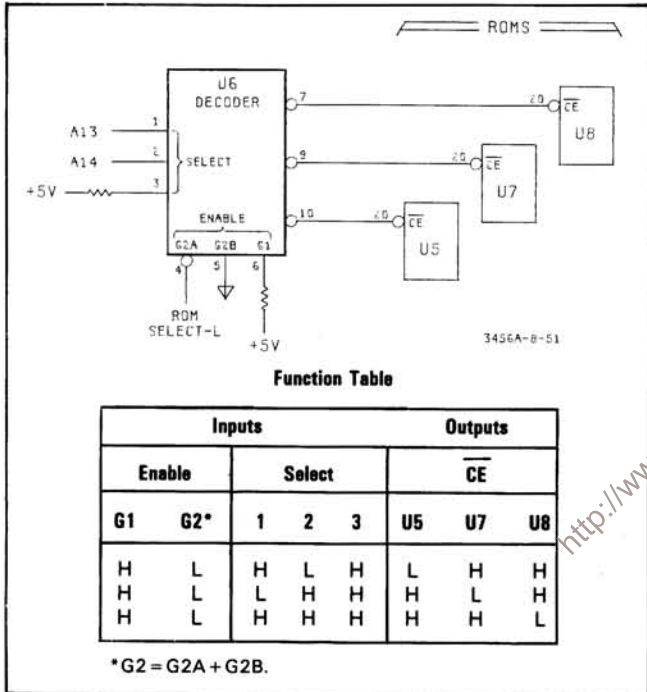 ROMS
U6
DECODER
7
20
CE
U8
A13
1
A14
2
SELECT
9
20
CE
U7
+5V
3
ENABLE
10
20
CE
U5
G2A G2B G1
4 5 6
ROM
SELECT-L
+5V
3456A-8-51
Function Table
Inputs Outputs
Enable Select CE
G1 G2* 1 2 3 U5 U7 U8
H L H L H L H H
H L L H H H L H
H L H H H H H L
*G2 = G2A + G2B.
http://ww